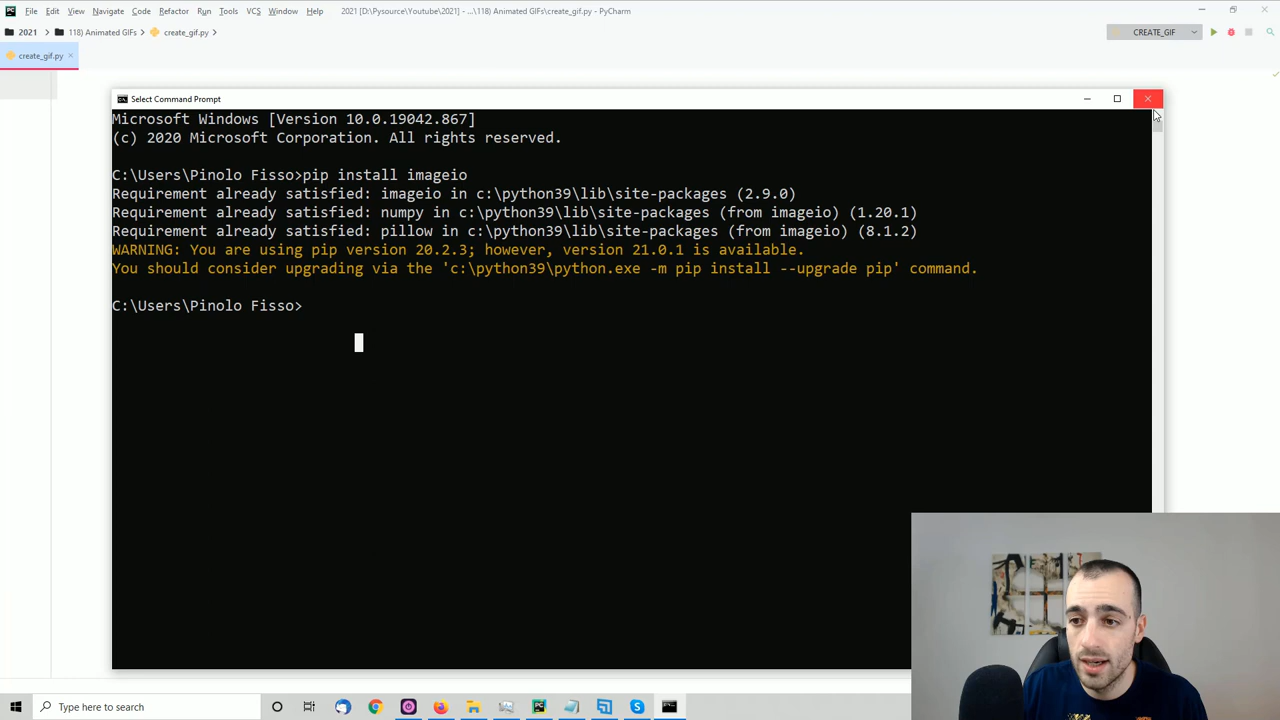 PC File Edit View Navigate Code Refactor Run Tools VCS Window Help 2021 [D:\Pysource\Youtube\2021] - ...\118) Animated GIFs\create_gif.py - PyCharm
2021 118) Animated GIFs create_gif.py CREATE_GIF
create_gif.py
Select Command Prompt
Microsoft Windows [Version 10.0.19042.867]
(c) 2020 Microsoft Corporation. All rights reserved.
C:\Users\Pinolo Fisso>pip install imageio
Requirement already satisfied: imageio in c:\python39\lib\site-packages (2.9.0)
Requirement already satisfied: numpy in c:\python39\lib\site-packages (from imageio) (1.20.1)
Requirement already satisfied: pillow in c:\python39\lib\site-packages (from imageio) (8.1.2)
WARNING: You are using pip version 20.2.3; however, version 21.0.1 is available.
You should consider upgrading via the 'c:\python39\python.exe -m pip install --upgrade pip' command.
C:\Users\Pinolo Fisso>
Type here to search